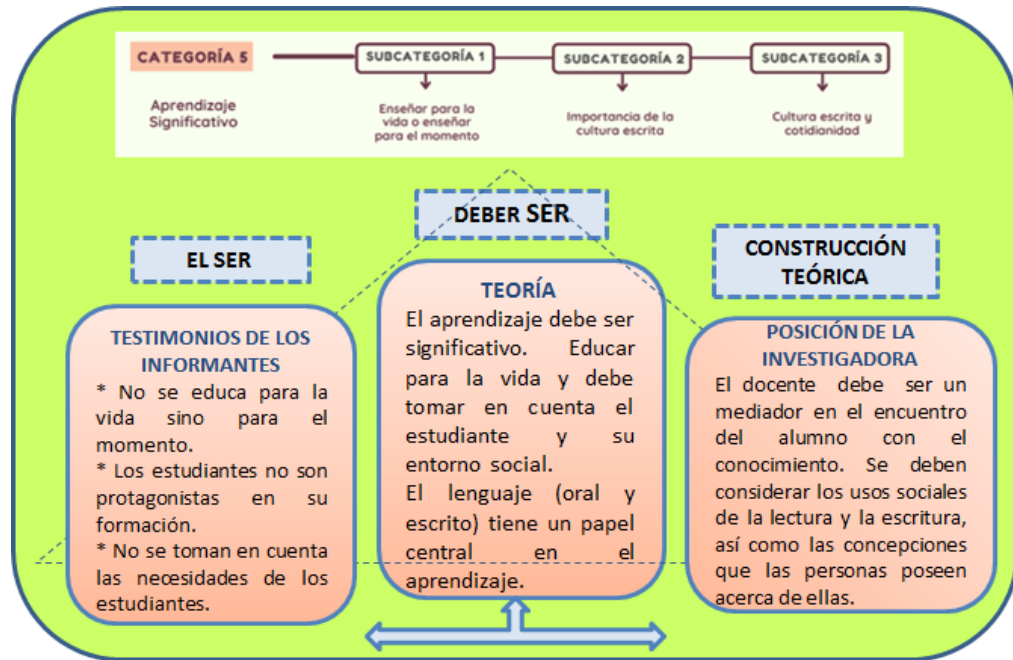 CATEGORÍA 5
SUBCATEGORÍA 1
SUBCATEGORÍA 2
SUBCATEGORÍA 3
Aprendizaje
Significativo
Enseñar para la
vida o enseñar
para el momento
Importancia de la
cultura escrita
Cultura escrita y
cotidianidad
EL SER
DEBER SER
CONSTRUCCIÓN
TEÓRICA
TESTIMONIOS DE LOS
INFORMANTES
* No se educa para la
vida sino para el
momento.
* Los estudiantes no son
protagonistas en su
formación.
* No se toman en cuenta
las necesidades de los
estudiantes.
TEORÍA
El aprendizaje debe ser
significativo. Educar
para la vida y debe
tomar en cuenta el
estudiante y su
entorno social.
El lenguaje (oral y
escrito) tiene un papel
central en el
aprendizaje.
POSICIÓN DE LA
INVESTIGADORA
El docente debe ser un
mediador en el encuentro
del alumno con el
conocimiento. Se deben
considerar los usos sociales
de la lectura y la escritura,
así como las concepciones
que las personas poseen
acerca de ellas.